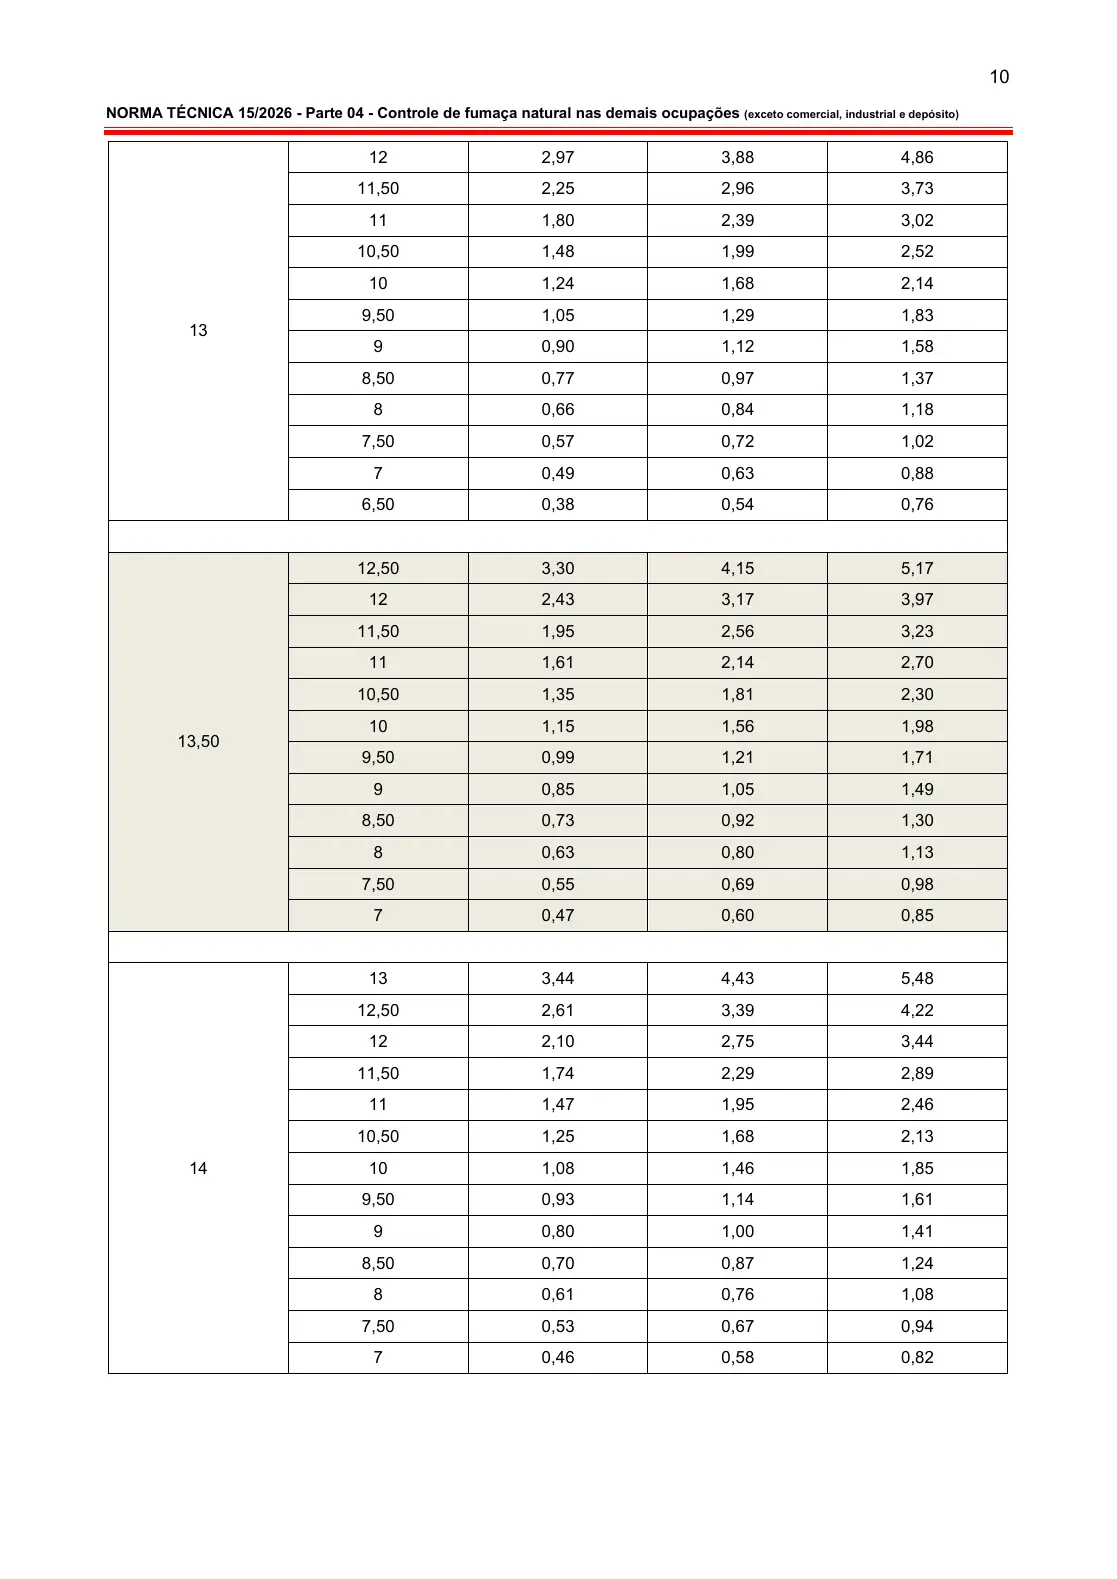 10
NORMA TÉCNICA 15/2026 - Parte 04 - Controle de fumaça natural nas demais ocupações (exceto comercial, industrial e depósito)
13
12 2,97 3,88 4,86
11,50 2,25 2,96 3,73
11 1,80 2,39 3,02
10,50 1,48 1,99 2,52
10 1,24 1,68 2,14
9,50 1,05 1,29 1,83
9 0,90 1,12 1,58
8,50 0,77 0,97 1,37
8 0,66 0,84 1,18
7,50 0,57 0,72 1,02
7 0,49 0,63 0,88
6,50 0,38 0,54 0,76
13,50
12,50 3,30 4,15 5,17
12 2,43 3,17 3,97
11,50 1,95 2,56 3,23
11 1,61 2,14 2,70
10,50 1,35 1,81 2,30
10 1,15 1,56 1,98
9,50 0,99 1,21 1,71
9 0,85 1,05 1,49
8,50 0,73 0,92 1,30
8 0,63 0,80 1,13
7,50 0,55 0,69 0,98
7 0,47 0,60 0,85
14
13 3,44 4,43 5,48
12,50 2,61 3,39 4,22
12 2,10 2,75 3,44
11,50 1,74 2,29 2,89
11 1,47 1,95 2,46
10,50 1,25 1,68 2,13
10 1,08 1,46 1,85
9,50 0,93 1,14 1,61
9 0,80 1,00 1,41
8,50 0,70 0,87 1,24
8 0,61 0,76 1,08
7,50 0,53 0,67 0,94
7 0,46 0,58 0,82